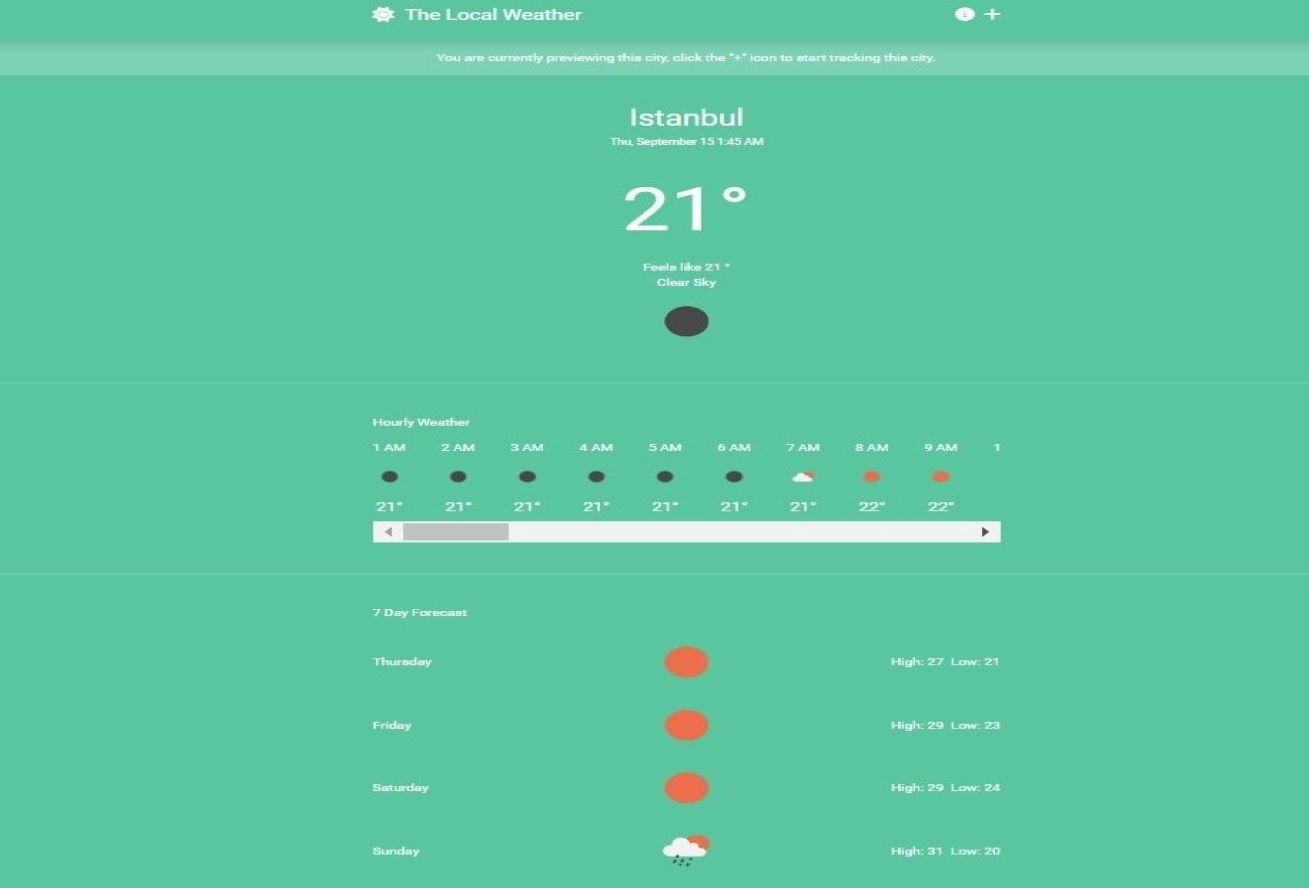 The Local Weather
You are currently previewing this city, click the "+" icon to start tracking this city.
Istanbul
Thu, September 15 1:45 AM
21°
Feels like 21 °
Clear Sky
Hourly Weather
1 AM 2 AM 3 AM 4 AM 5 AM 6 AM 7 AM 8 AM 9 AM 1
21° 21° 21° 21° 21° 21° 21° 22° 22°
7 Day Forecast
Thursday High: 27 Low: 21
Friday High: 29 Low: 23
Saturday High: 29 Low: 24
Sunday High: 31 Low: 20